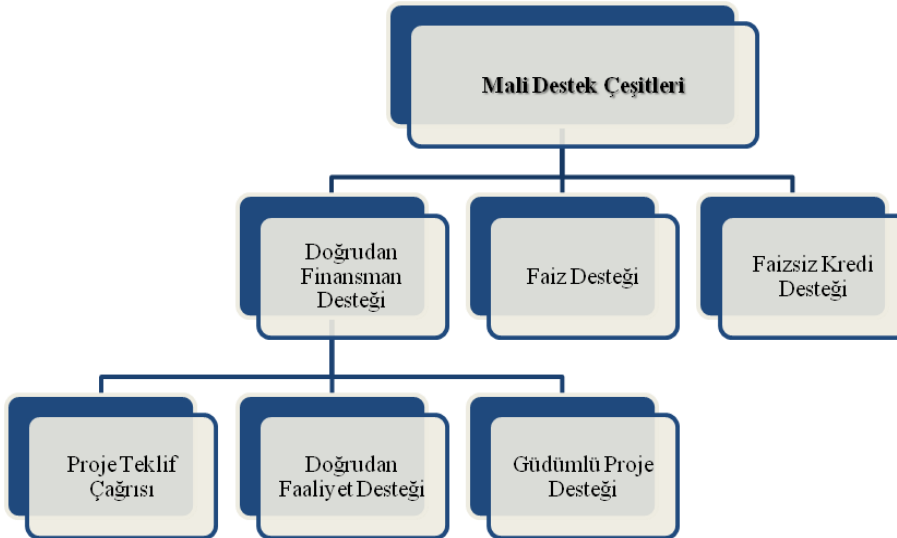 Mali Destek Çeşitleri
Doğrudan
Finansman
Desteği
Faiz Desteği
Faizsiz Kredi
Desteği
Proje Teklif
Çağrısı
Doğrudan
Faaliyet Desteği
Güdümlü Proje
Desteği